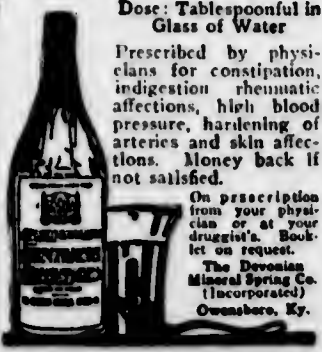 Dose: Tablespoonful in
Glass of Water
Prescribed by physi-
cians for constipation,
indigestion rheumatic
affections, high blood
pressure, hardening of
arteries and skin affec-
tions. Money back if
not satisfied.
On prescription
from your physi-
cian or at your
druggist's. Book-
let on request.
The Devonian
Mineral Spring Co.
(Incorporated)
Owensboro, Ky.